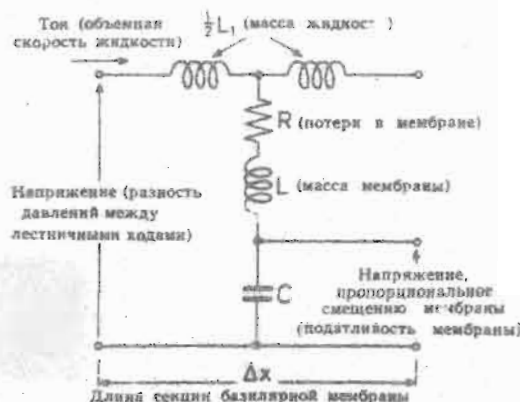 Ток (объемная
скорость жидкости)
½L₁ (масса жидкос
R (потери в мембране)
L (масса мембраны)
Напряжение (разность
давлений между
лестничными ходами)
C
Напряжение,
пропорциональное
смещению мембраны
(податливость мембраны)
Δx
Длина секции базилярной мембраны